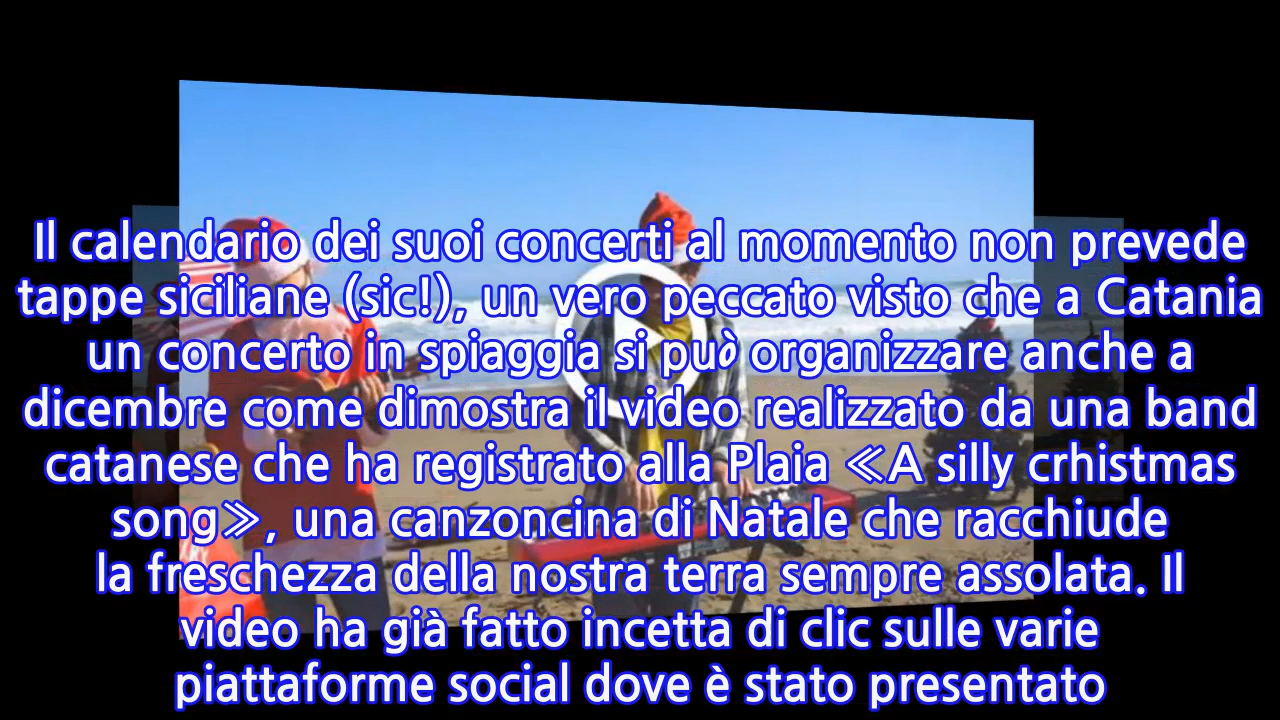 Il calendario dei suoi concerti al momento non prevede
tappe siciliane (sic!), un vero peccato visto che a Catania
un concerto in spiaggia si può organizzare anche a
dicembre come dimostra il video realizzato da una band
catanese che ha registrato alla Plaia ≪A silly crhistmas
song≫, una canzoncina di Natale che racchiude
la freschezza della nostra terra sempre assolata. Il
video ha già fatto incetta di clic sulle varie
piattaforme social dove è stato presentato